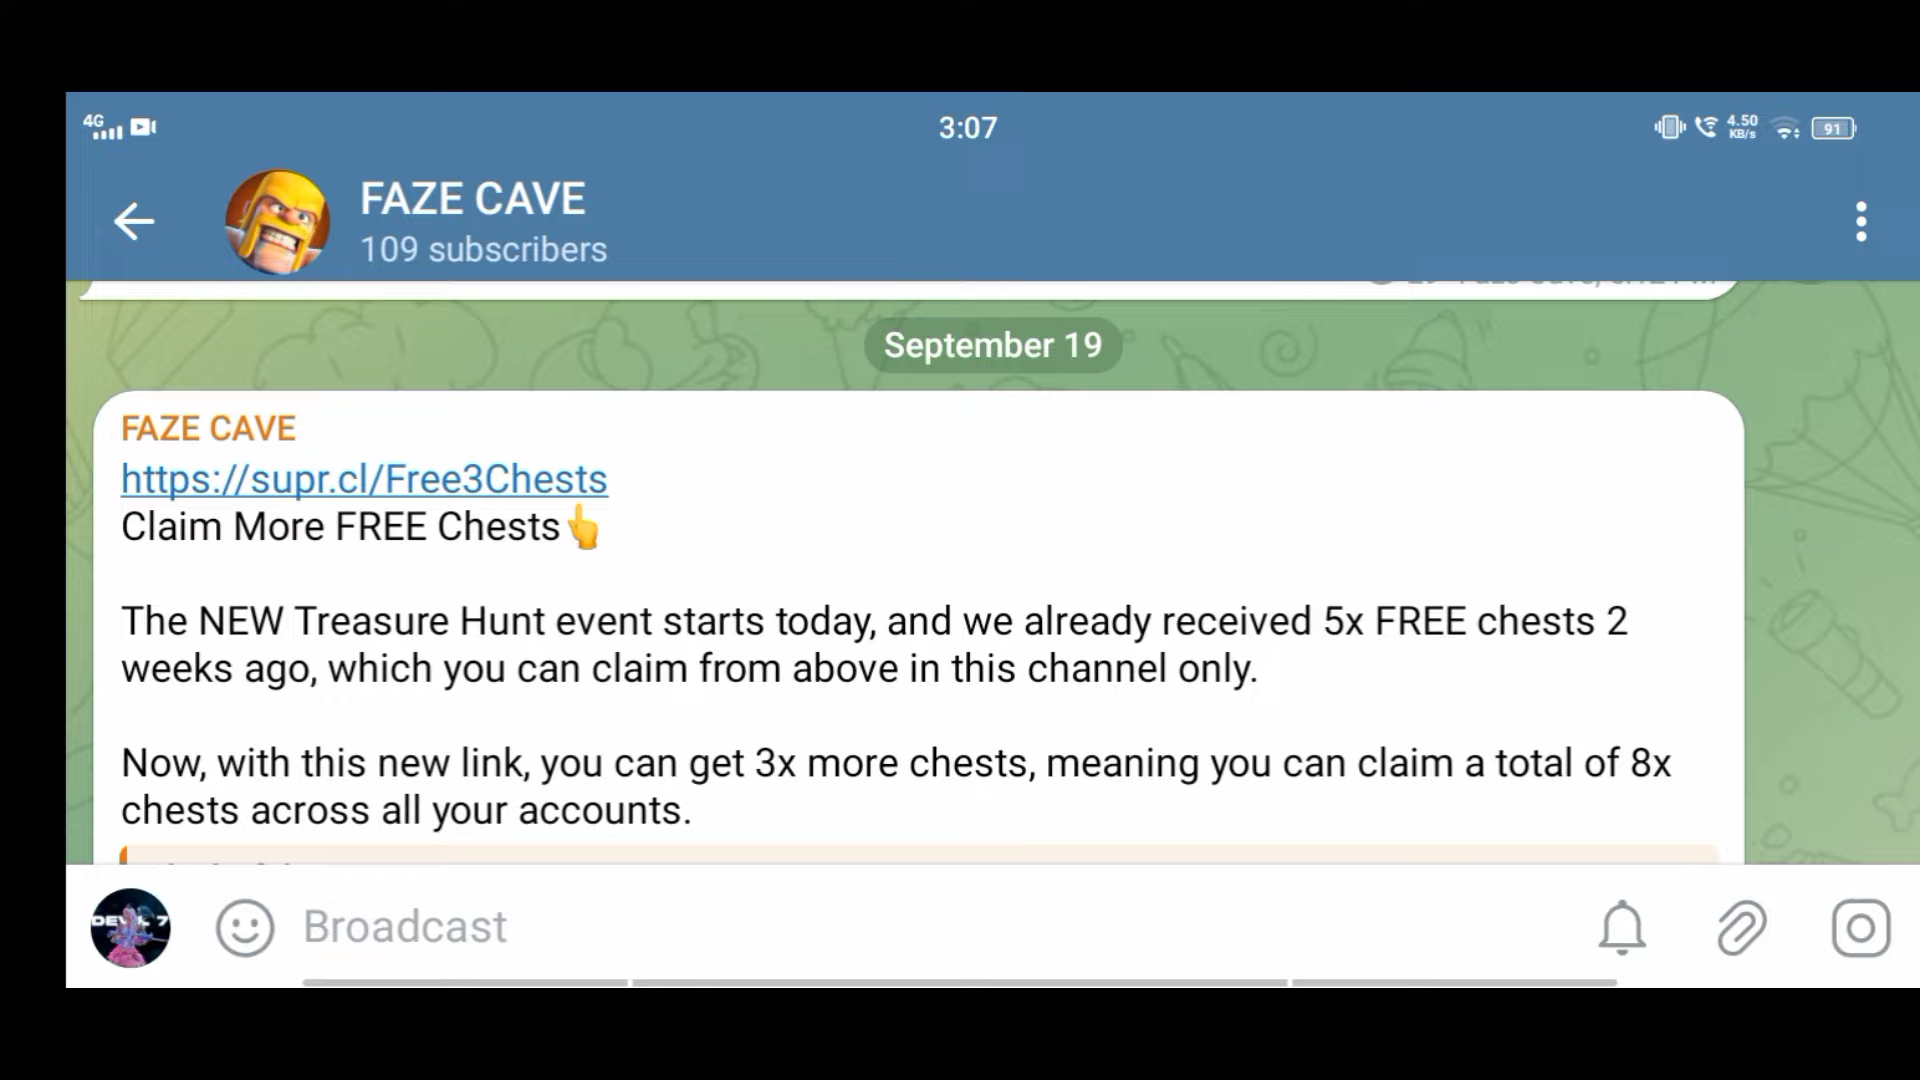 4G
3:07
4.50
KB/s
91
FAZE CAVE
109 subscribers
September 19
FAZE CAVE
https://supr.cl/Free3Chests
Claim More FREE Chests👆
The NEW Treasure Hunt event starts today, and we already received 5x FREE chests 2
weeks ago, which you can claim from above in this channel only.
Now, with this new link, you can get 3x more chests, meaning you can claim a total of 8x
chests across all your accounts.
Broadcast